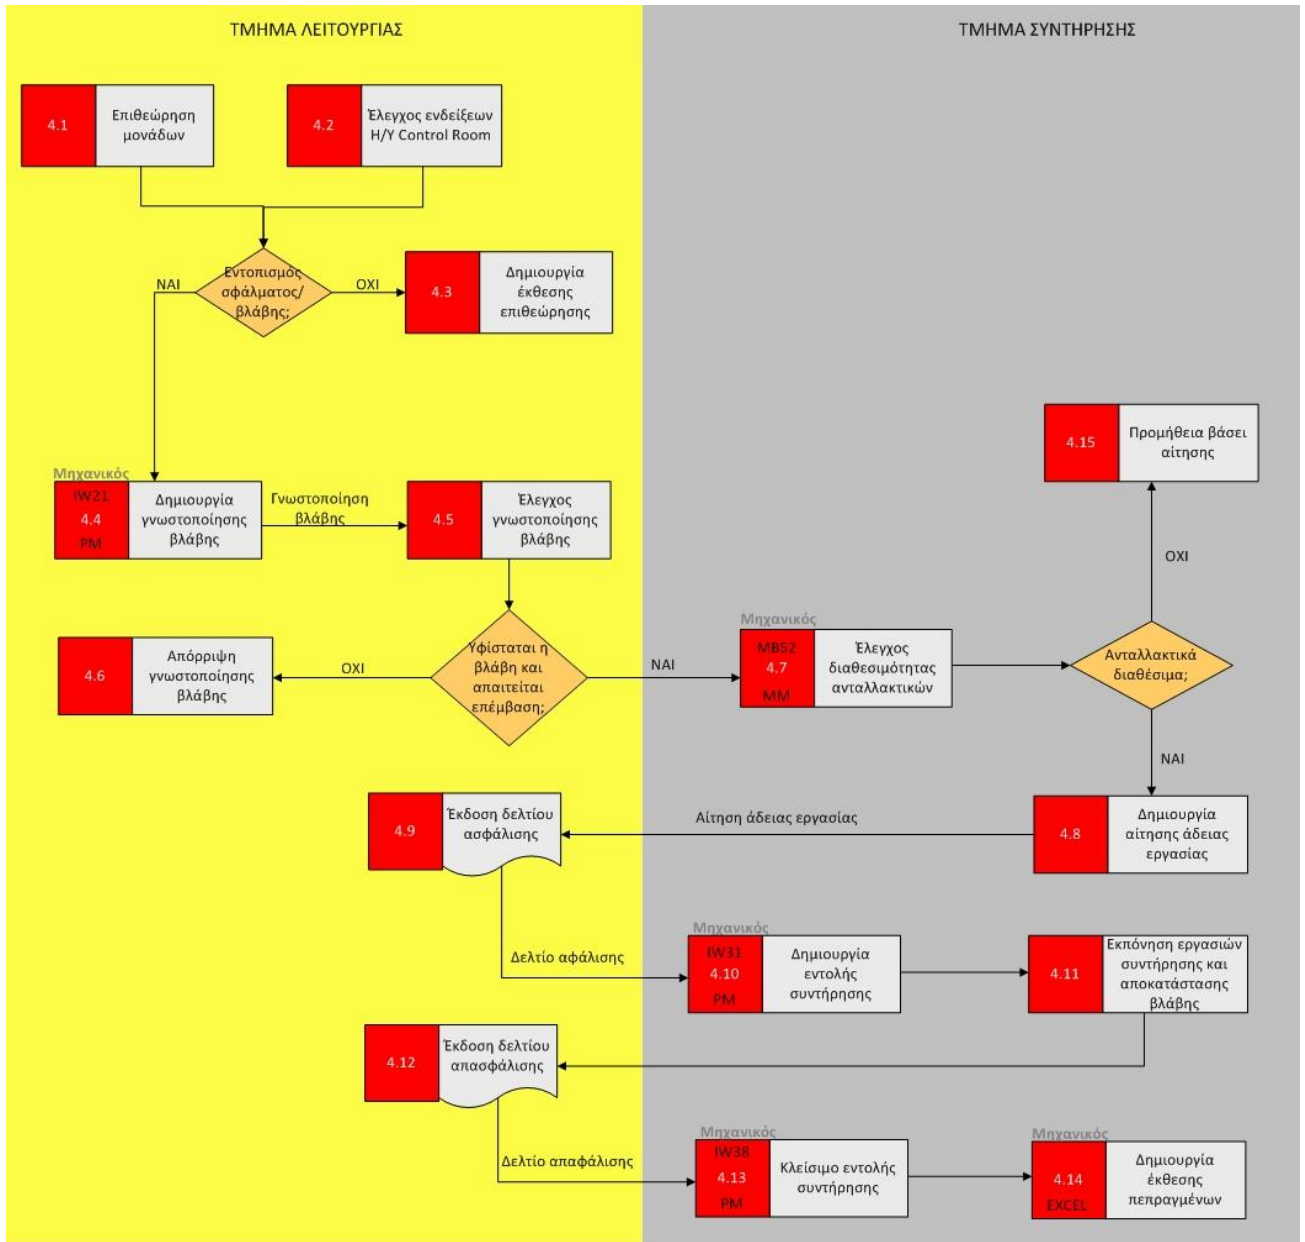 ΤΜΗΜΑ ΛΕΙΤΟΥΡΓΙΑΣ
ΤΜΗΜΑ ΣΥΝΤΗΡΗΣΗΣ
4.1
Επιθεώρηση
μονάδων
4.2
Έλεγχος ενδείξεων
Η/Υ Control Room
Εντοπισμός
σφάλματος/
βλάβης;
ΝΑΙ
ΟΧΙ
4.3
Δημιουργία
έκθεσης
επιθεώρησης
4.15
Προμήθεια βάσει
αίτησης
Μηχανικός
IW21
4.4
PM
Δημιουργία
γνωστοποίησης
βλάβης
Γνωστοποίηση
βλάβης
4.5
Έλεγχος
γνωστοποίησης
βλάβης
ΟΧΙ
4.6
Απόρριψη
γνωστοποίησης
βλάβης
ΟΧΙ
Υφίσταται η
βλάβη και
απαιτείται
επέμβαση;
ΝΑΙ
Μηχανικός
MB52
4.7
MM
Έλεγχος
διαθεσιμότητας
ανταλλακτικών
Ανταλλακτικά
διαθέσιμα;
ΝΑΙ
4.9
Έκδοση δελτίου
ασφάλισης
Αίτηση άδειας εργασίας
4.8
Δημιουργία
αίτησης άδειας
εργασίας
Δελτίο αφάλισης
Μηχανικός
IW31
4.10
PM
Δημιουργία
εντολής
συντήρησης
4.11
Εκπόνηση εργασιών
συντήρησης και
αποκατάστασης
βλάβης
4.12
Έκδοση δελτίου
απασφάλισης
Δελτίο απαφάλισης
Μηχανικός
IW38
4.13
PM
Κλείσιμο εντολής
συντήρησης
Μηχανικός
4.14
EXCEL
Δημιουργία
έκθεσης
πεπραγμένων